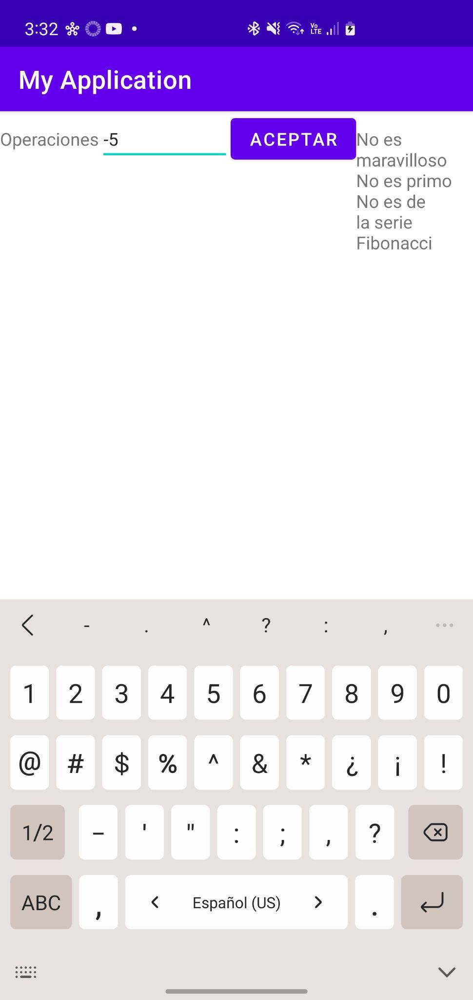 3:32
Vo
LTE
My Application
Operaciones -5 ACEPTAR No es
maravilloso
No es primo
No es de
la serie
Fibonacci
- . ^ ? : , ...
1 2 3 4 5 6 7 8 9 0
@ # $ % ^ & * ¿ ¡ !
1/2 – ' " : ; , ?
ABC , < Español (US) > .